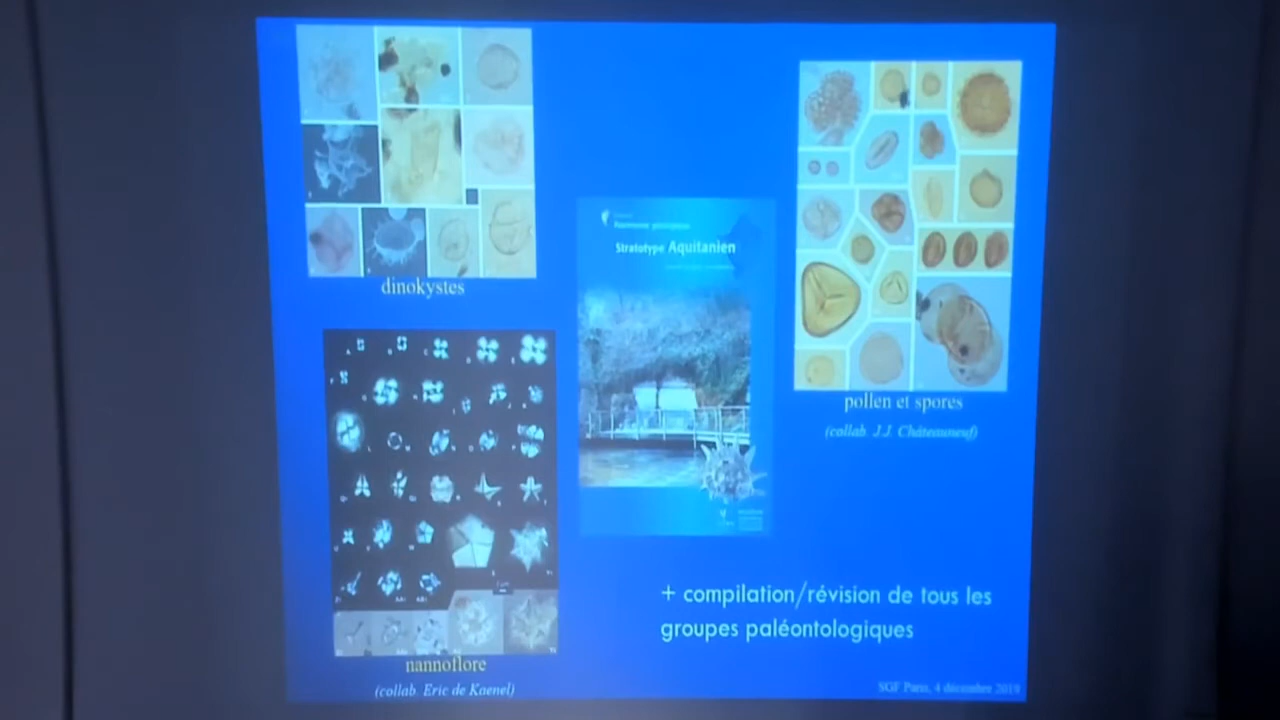 dinokystes
Stratotype Aquitanien
pollen et spores
(collab. J.J. Châteauneuf)
+ compilation/révision de tous les
groupes paléontologiques
nannoflore
(collab. Eric de Kaenel)
SGF Paris, 4 décembre 2019